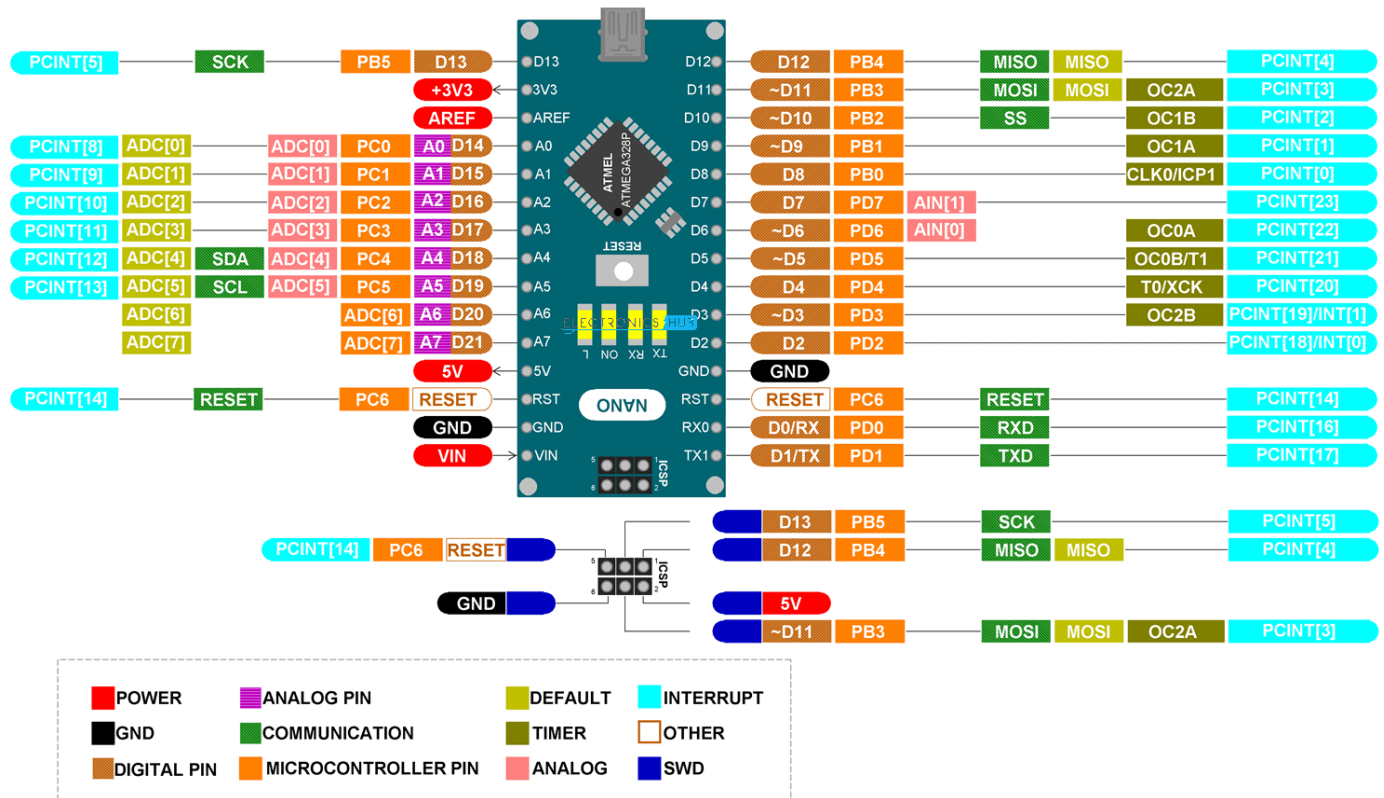 PCINT[5] SCK PB5 D13 D13 D12 D12 PB4 MISO MISO PCINT[4]
+3V3 3V3 D11 ~D11 PB3 MOSI MOSI OC2A PCINT[3]
AREF AREF D10 ~D10 PB2 SS OC1B PCINT[2]
PCINT[8] ADC[0] ADC[0] PC0 A0 D14 A0 D9 ~D9 PB1 OC1A PCINT[1]
PCINT[9] ADC[1] ADC[1] PC1 A1 D15 A1 D8 D8 PB0 CLK0/ICP1 PCINT[0]
PCINT[10] ADC[2] ADC[2] PC2 A2 D16 A2 D7 D7 PD7 AIN[1] PCINT[23]
PCINT[11] ADC[3] ADC[3] PC3 A3 D17 A3 D6 ~D6 PD6 AIN[0] PCINT[22] OC0A
PCINT[12] ADC[4] SDA ADC[4] PC4 A4 D18 A4 D5 ~D5 PD5 OC0B/T1 PCINT[21]
PCINT[13] ADC[5] SCL ADC[5] PC5 A5 D19 A5 D4 D4 PD4 T0/XCK PCINT[20]
ADC[6] ADC[6] A6 D20 A6 D3 ~D3 PD3 OC2B PCINT[19]/INT[1]
ADC[7] ADC[7] A7 D21 A7 D2 D2 PD2 PCINT[18]/INT[0]
5V 5V GND GND
PCINT[14] RESET PC6 RESET RST RST RESET PC6 RESET PCINT[14]
GND GND RX0 D0/RX PD0 RXD PCINT[16]
VIN VIN TX1 D1/TX PD1 TXD PCINT[17]
ATMEL
ATMEGA328P
RESET
ELECTRONICS HUB
L ON RX TX
NANO
5 1 ICSP
6 2
D13 PB5 SCK PCINT[5]
PCINT[14] PC6 RESET D12 PB4 MISO MISO PCINT[4]
5 1 ICSP
6 2
GND 5V
~D11 PB3 MOSI MOSI OC2A PCINT[3]
POWER ANALOG PIN DEFAULT INTERRUPT
GND COMMUNICATION TIMER OTHER
DIGITAL PIN MICROCONTROLLER PIN ANALOG SWD